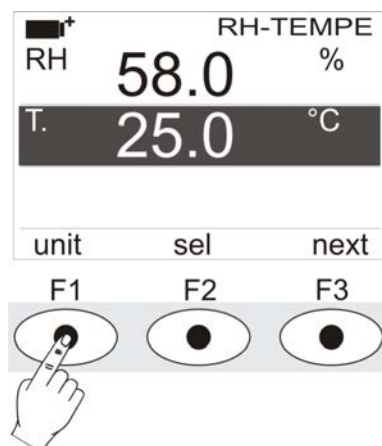 RH-TEMPE
RH 58.0 %
T. 25.0 °C
unit sel next
F1 F2 F3